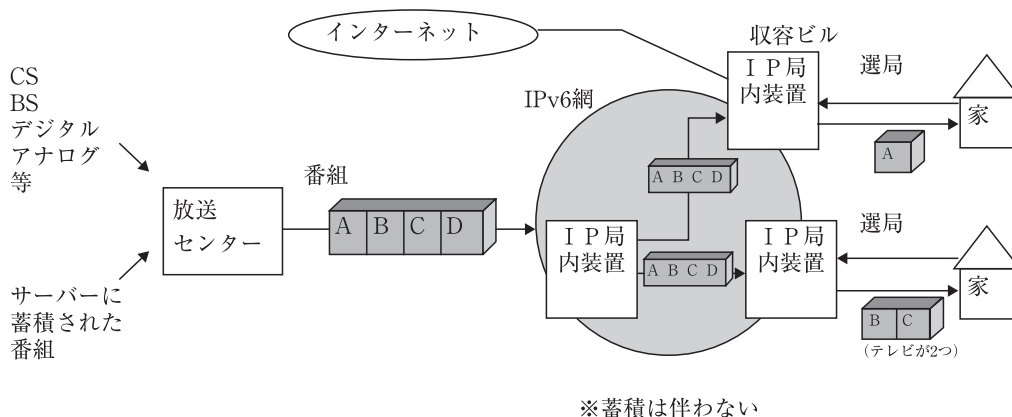 インターネット
収容ビル
IP局
内装置
選局
家
A
CS
BS
デジタル
アナログ
等
IPv6網
番組
A B C D
放送
センター
A B C D
IP局
内装置
A B C D
IP局
内装置
選局
家
B C
(テレビが2つ)
サーバーに
蓄積された
番組
※蓄積は伴わない